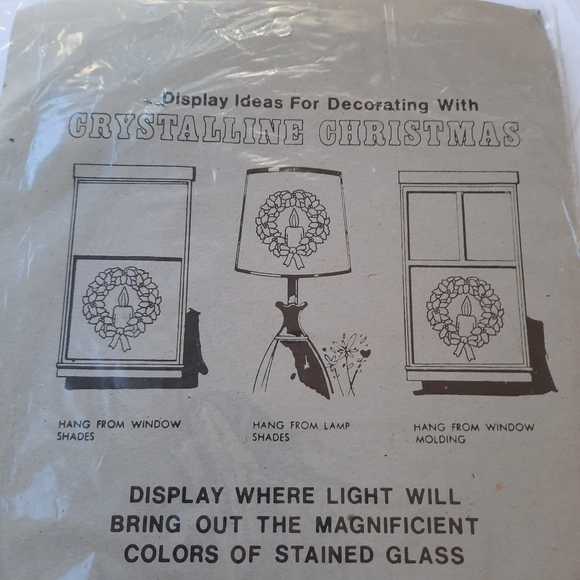 ...Display Ideas For Decorating With
CRYSTALLINE CHRISTMAS
HANG FROM WINDOW
SHADES
HANG FROM LAMP
SHADES
HANG FROM WINDOW
MOLDING
DISPLAY WHERE LIGHT WILL
BRING OUT THE MAGNIFICIENT
COLORS OF STAINED GLASS